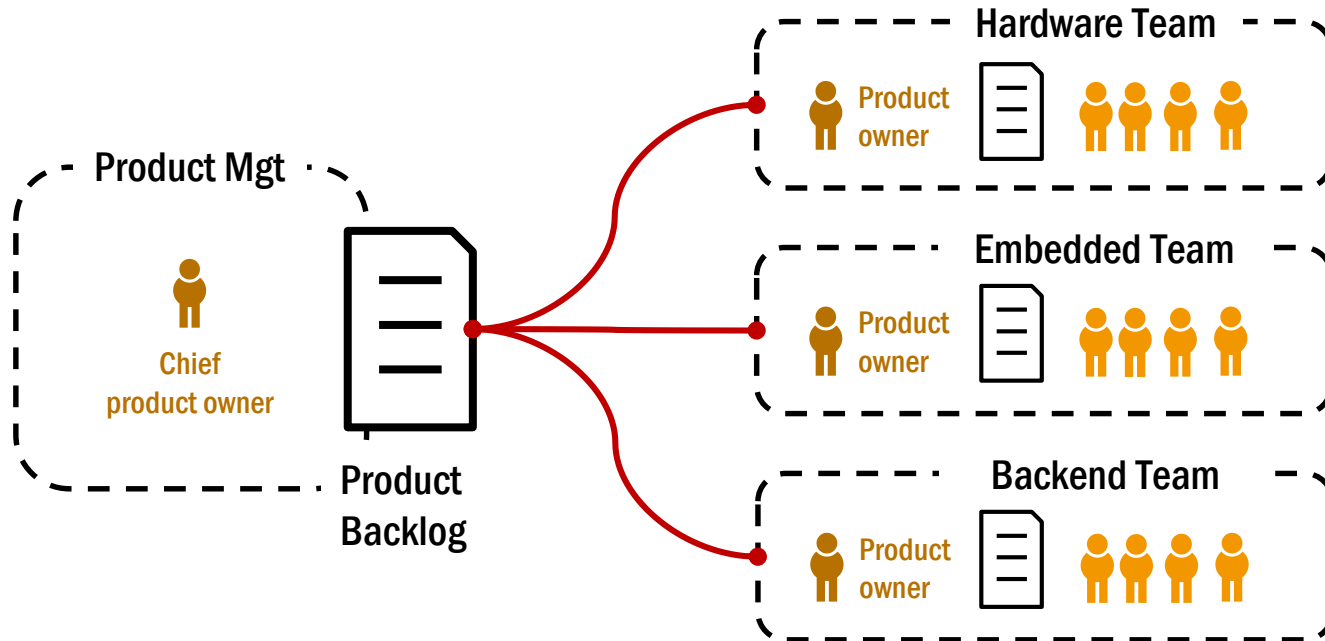 Product Mgt
Chief
product owner
Product
Backlog
Hardware Team
Product
owner
Embedded Team
Product
owner
Backend Team
Product
owner